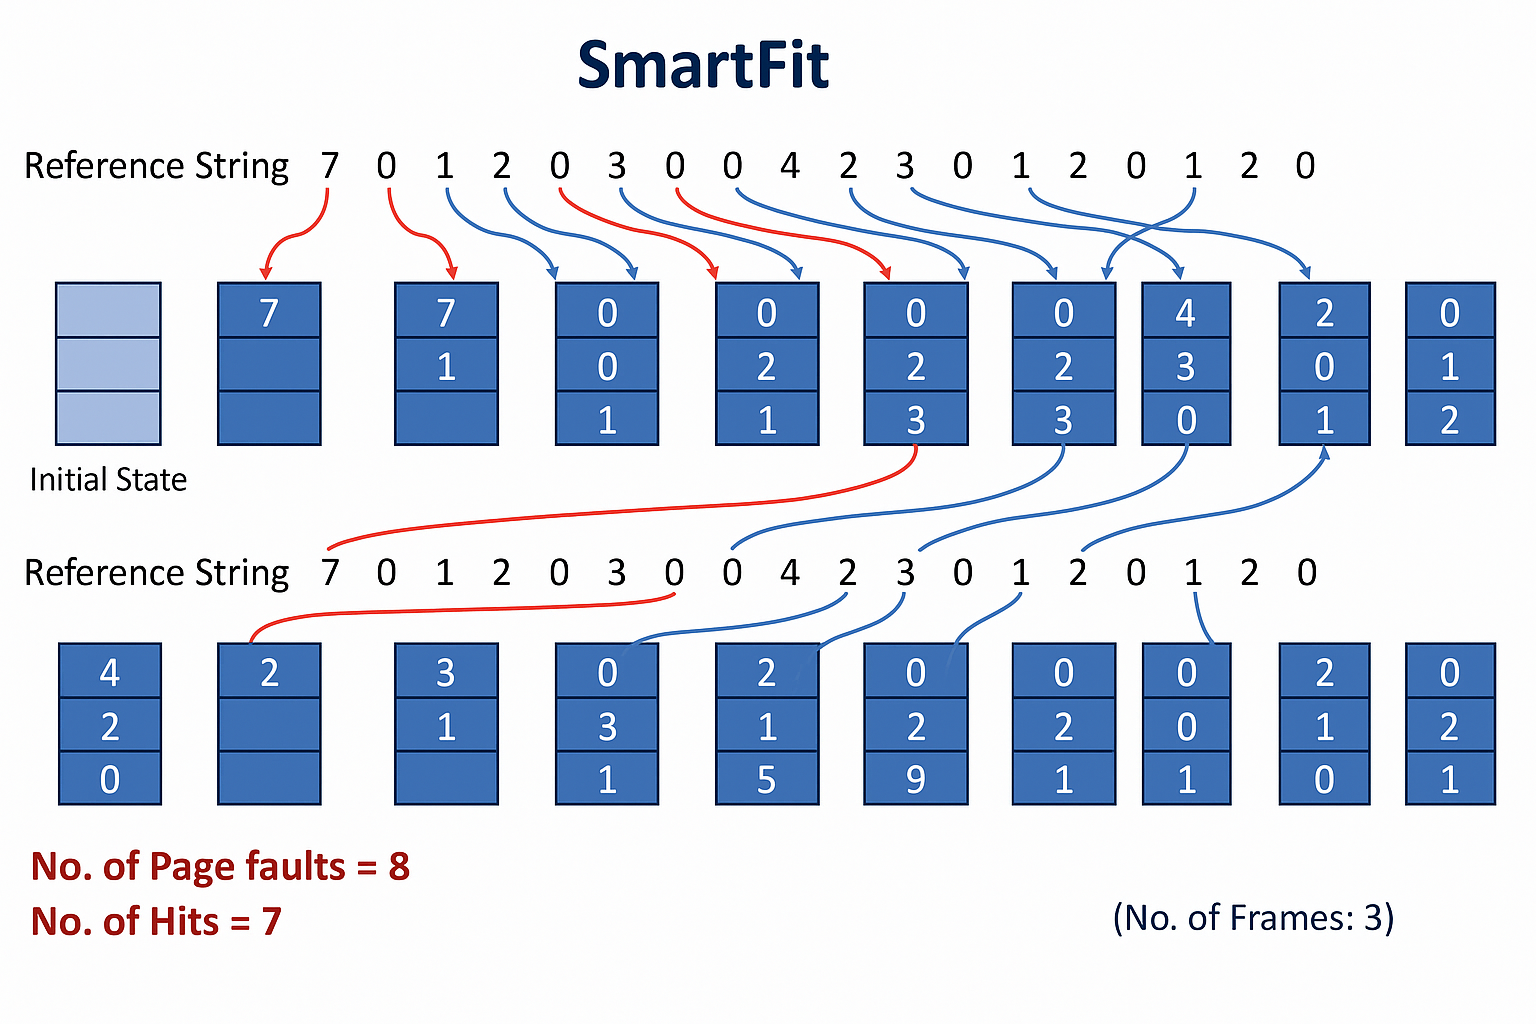 SmartFit
Reference String 7 0 1 2 0 3 0 0 4 2 3 0 1 2 0 1 2 0
7 7 0 0 0 0 4 2 0
1 0 2 2 2 3 0 1
1 1 3 3 0 1 2
Initial State
Reference String 7 0 1 2 0 3 0 0 4 2 3 0 1 2 0 1 2 0
4 2 3 0 2 0 0 0 2 0
2 1 3 1 2 2 0 1 2
0 1 5 9 1 1 0 1
No. of Page faults = 8
No. of Hits = 7
(No. of Frames: 3)